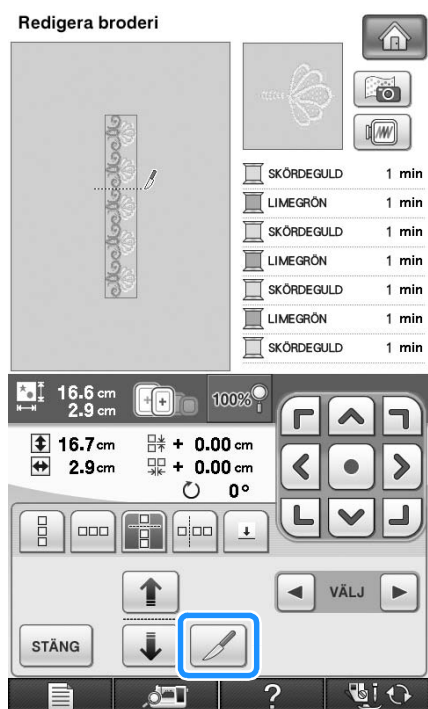 Redigera broderi
SKÖRDEGULD 1 min
LIMEGRÖN 1 min
SKÖRDEGULD 1 min
LIMEGRÖN 1 min
SKÖRDEGULD 1 min
LIMEGRÖN 1 min
SKÖRDEGULD 1 min
16.6 cm
2.9 cm
100%
16.7 cm + 0.00 cm
2.9 cm + 0.00 cm
0°
VÄLJ
STÄNG
?